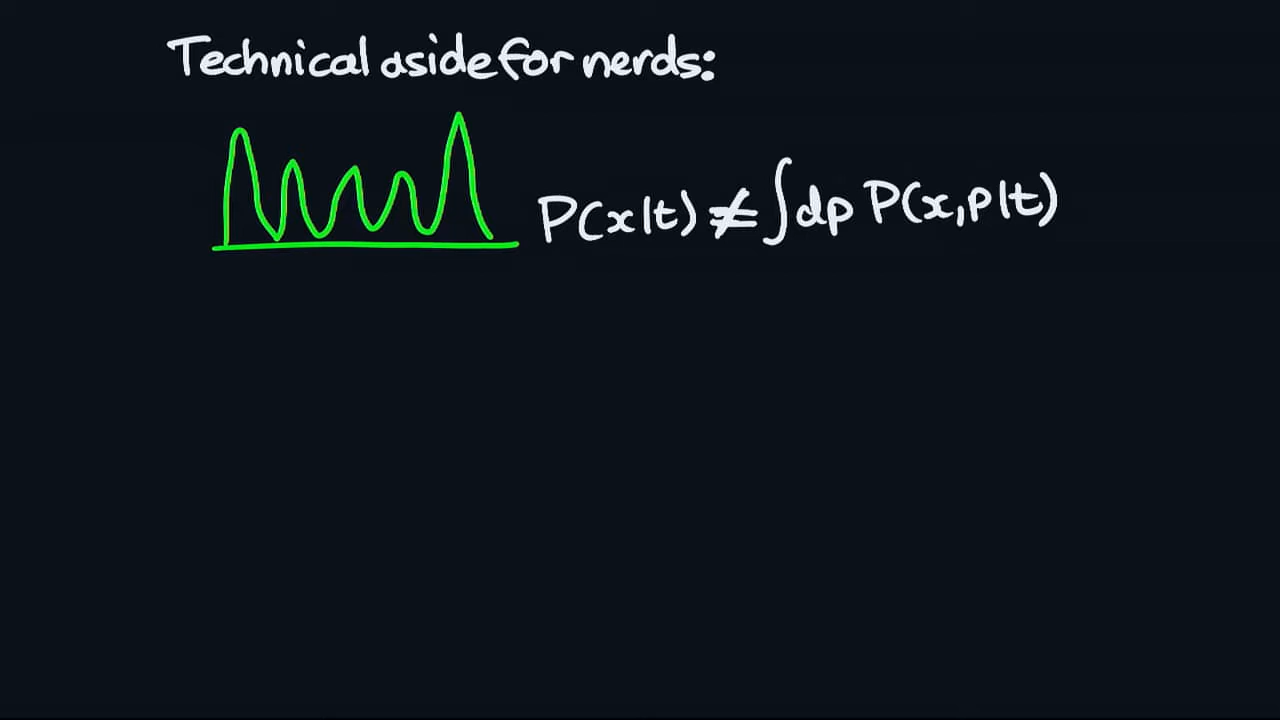 Technical aside for nerds:
P(x|t) ≠ ∫dp P(x,p|t)